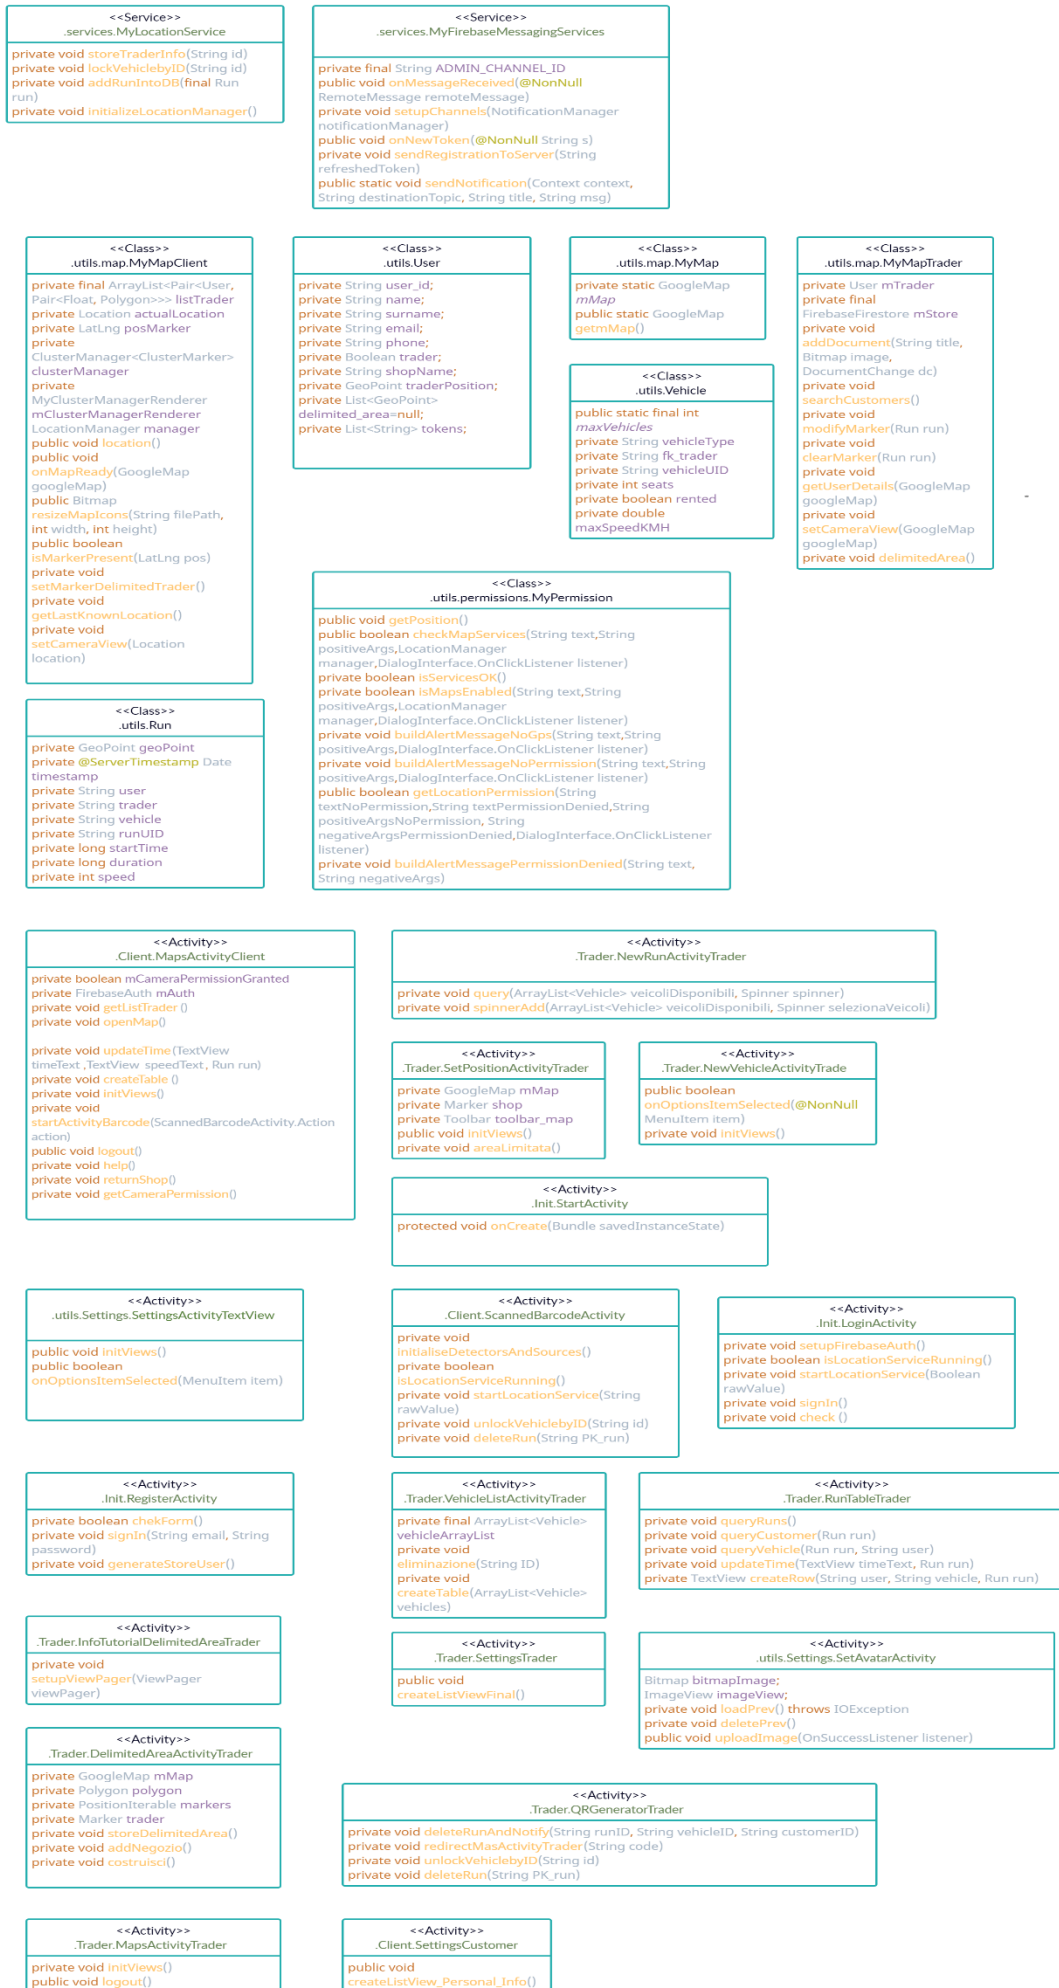 <<Service>>
.services.MyLocationService
private void storeTraderInfo(String id)
private void lockVehiclebyID(String id)
private void addRunIntoDB(final Run
run)
private void initializeLocationManager()
<<Service>>
.services.MyFirebaseMessagingServices
private final String ADMIN_CHANNEL_ID
public void onMessageReceived(@NonNull
RemoteMessage remoteMessage)
private void setupChannels(NotificationManager
notificationManager)
public void onNewToken(@NonNull String s)
private void sendRegistrationToServer(String
refreshedToken)
public static void sendNotification(Context context,
String destinationTopic, String title, String msg)
<<Class>>
.utils.map.MyMapClient
private final ArrayList<Pair<User,
Pair<Float, Polygon>>> listTrader
private Location actualLocation
private LatLng posMarker
private
ClusterManager<ClusterMarker>
clusterManager
private
MyClusterManagerRenderer
mClusterManagerRenderer
LocationManager manager
public void location()
public void
onMapReady(GoogleMap
googleMap)
public Bitmap
resizeMapIcons(String filePath,
int width, int height)
public boolean
isMarkerPresent(LatLng pos)
private void
setMarkerDelimitedTrader()
private void
getLastKnownLocation()
private void
setCameraView(Location
location)
<<Class>>
.utils.User
private String user_id;
private String name;
private String surname;
private String email;
private String phone;
private Boolean trader;
private String shopName;
private GeoPoint traderPosition;
private List<GeoPoint>
delimited_area=null;
private List<String> tokens;
<<Class>>
.utils.map.MyMap
private static GoogleMap
mMap
public static GoogleMap
getmMap()
<<Class>>
.utils.Vehicle
public static final int
maxVehicles
private String vehicleType
private String fk_trader
private String vehicleUID
private int seats
private boolean rented
private double
maxSpeedKMH
<<Class>>
.utils.map.MyMapTrader
private User mTrader
private final
FirebaseFirestore mStore
private void
addDocument(String title,
Bitmap image,
DocumentChange dc)
private void
searchCustomers()
private void
modifyMarker(Run run)
private void
clearMarker(Run run)
private void
getUserDetails(GoogleMap
googleMap)
private void
setCameraView(GoogleMap
googleMap)
private void delimitedArea()
-
<<Class>>
.utils.permissions.MyPermission
public void getPosition()
public boolean checkMapServices(String text,String
positiveArgs,LocationManager
manager,DialogInterface.OnClickListener listener)
private boolean isServicesOK()
private boolean isMapsEnabled(String text,String
positiveArgs,LocationManager
manager,DialogInterface.OnClickListener listener)
private void buildAlertMessageNoGps(String text,String
positiveArgs,DialogInterface.OnClickListener listener)
private void buildAlertMessageNoPermission(String text,String
positiveArgs,DialogInterface.OnClickListener listener)
public boolean getLocationPermission(String
textNoPermission,String textPermissionDenied,String
positiveArgsNoPermission, String
negativeArgsPermissionDenied,DialogInterface.OnClickListener
listener)
private void buildAlertMessagePermissionDenied(String text,
String negativeArgs)
<<Class>>
.utils.Run
private GeoPoint geoPoint
private @ServerTimestamp Date
timestamp
private String user
private String trader
private String vehicle
private String runUID
private long startTime
private long duration
private int speed
<<Activity>>
.Client.MapsActivityClient
private boolean mCameraPermissionGranted
private FirebaseAuth mAuth
private void getListTrader ()
private void openMap()
private void updateTime(TextView
timeText ,TextView speedText , Run run)
private void createTable ()
private void initViews()
private void
startActivityBarcode(ScannedBarcodeActivity.Action
action)
public void logout()
private void help()
private void returnShop()
private void getCameraPermission()
<<Activity>>
.Trader.NewRunActivityTrader
private void query(ArrayList<Vehicle> veicoliDisponibili, Spinner spinner)
private void spinnerAdd(ArrayList<Vehicle> veicoliDisponibili, Spinner selezionaVeicoli)
<<Activity>>
.Trader.SetPositionActivityTrader
private GoogleMap mMap
private Marker shop
private Toolbar toolbar_map
public void initViews()
private void areaLimitata()
<<Activity>>
.Trader.NewVehicleActivityTrade
public boolean
onOptionsItemSelected(@NonNull
MenuItem item)
private void initViews()
<<Activity>>
.Init.StartActivity
protected void onCreate(Bundle savedInstanceState)
<<Activity>>
.utils.Settings.SettingsActivityTextView
public void initViews()
public boolean
onOptionsItemSelected(MenuItem item)
<<Activity>>
.Client.ScannedBarcodeActivity
private void
initialiseDetectorsAndSources()
private boolean
isLocationServiceRunning()
private void startLocationService(String
rawValue)
private void unlockVehiclebyID(String id)
private void deleteRun(String PK_run)
<<Activity>>
.Init.LoginActivity
private void setupFirebaseAuth()
private boolean isLocationServiceRunning()
private void startLocationService(Boolean
rawValue)
private void signIn()
private void check ()
<<Activity>>
.Init.RegisterActivity
private boolean chekForm()
private void signIn(String email, String
password)
private void generateStoreUser()
<<Activity>>
.Trader.VehicleListActivityTrader
private final ArrayList<Vehicle>
vehicleArrayList
private void
eliminazione(String ID)
private void
createTable(ArrayList<Vehicle>
vehicles)
<<Activity>>
.Trader.RunTableTrader
private void queryRuns()
private void queryCustomer(Run run)
private void queryVehicle(Run run, String user)
private void updateTime(TextView timeText, Run run)
private TextView createRow(String user, String vehicle, Run run)
<<Activity>>
.Trader.InfoTutorialDelimitedAreaTrader
private void
setupViewPager(ViewPager
viewPager)
<<Activity>>
.Trader.SettingsTrader
public void
createListViewFinal()
<<Activity>>
.utils.Settings.SetAvatarActivity
Bitmap bitmapImage;
ImageView imageView;
private void loadPrev() throws IOException
private void deletePrev()
public void uploadImage(OnSuccessListener listener)
<<Activity>>
.Trader.DelimitedAreaActivityTrader
private GoogleMap mMap
private Polygon polygon
private PositionIterable markers
private Marker trader
private void storeDelimitedArea()
private void addNegozio()
private void costruisci()
<<Activity>>
.Trader.QRGeneratorTrader
private void deleteRunAndNotify(String runID, String vehicleID, String customerID)
private void redirectMasActivityTrader(String code)
private void unlockVehiclebyID(String id)
private void deleteRun(String PK_run)
<<Activity>>
.Trader.MapsActivityTrader
private void initViews()
public void logout()
<<Activity>>
.Client.SettingsCustomer
public void
createListView_Personal_Info()